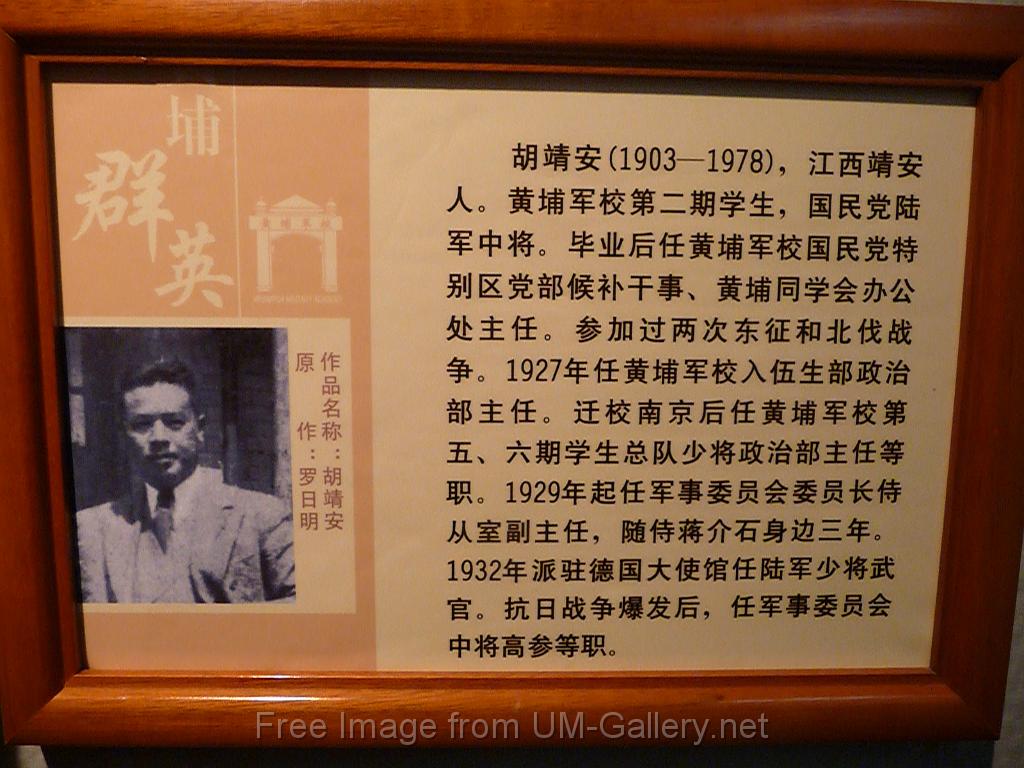 埔
群
英
胡靖安(1903—1978)，江西靖安
人。黄埔军校第二期学生，国民党陆
军中将。毕业后任黄埔军校国民党特
别区党部候补干事、黄埔同学会办公
处主任。参加过两次东征和北伐战
争。1927年任黄埔军校入伍生部政治
部主任。迁校南京后任黄埔军校第
五、六期学生总队少将政治部主任等
职。1929年起任军事委员会委员长侍
从室副主任，随侍蒋介石身边三年。
1932年派驻德国大使馆任陆军少将武
官。抗日战争爆发后，任军事委员会
中将高参等职。
作品名称：胡靖安
原 作：罗日明
Free Image from UM-Gallery.net